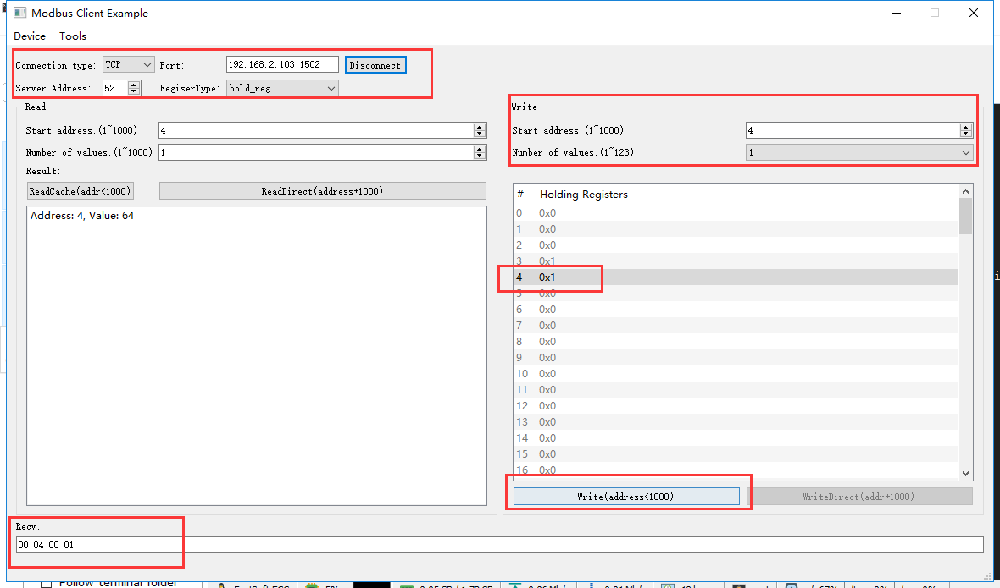 Modbus Client Example
Device Tools
Connection type: TCP Port: 192.168.2.103:1502 Disconnect
Server Address: 52 RegiserType: hold_reg
Read
Start address:(1~1000) 4
Number of values:(1~1000) 1
Result:
ReadCache(addr<1000) ReadDirect(address+1000)
Address: 4, Value: 64
Write
Start address:(1~1000) 4
Number of values:(1~123) 1
# Holding Registers
0 0x0
1 0x0
2 0x0
3 0x1
4 0x1
5 0x0
6 0x0
7 0x0
8 0x0
9 0x0
10 0x0
11 0x0
12 0x0
13 0x0
14 0x0
15 0x0
16 0x0
Write(address<1000) WriteDirect(addr+1000)
Recv:
00 04 00 01
Follow terminal folder